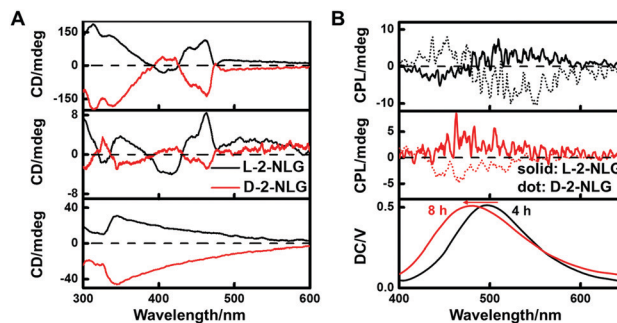 A
CD/mdeg
150
0
-150
CD/mdeg
8
0
-8
L-2-NLG
D-2-NLG
CD/mdeg
40
0
-40
300 400 500 600
Wavelength/nm
B
CPL/mdeg
10
0
-10
CPL/mdeg
5
0
-5
solid: L-2-NLG
dot: D-2-NLG
DC/V
0.5
0.0
8 h
4 h
400 500 600
Wavelength/nm